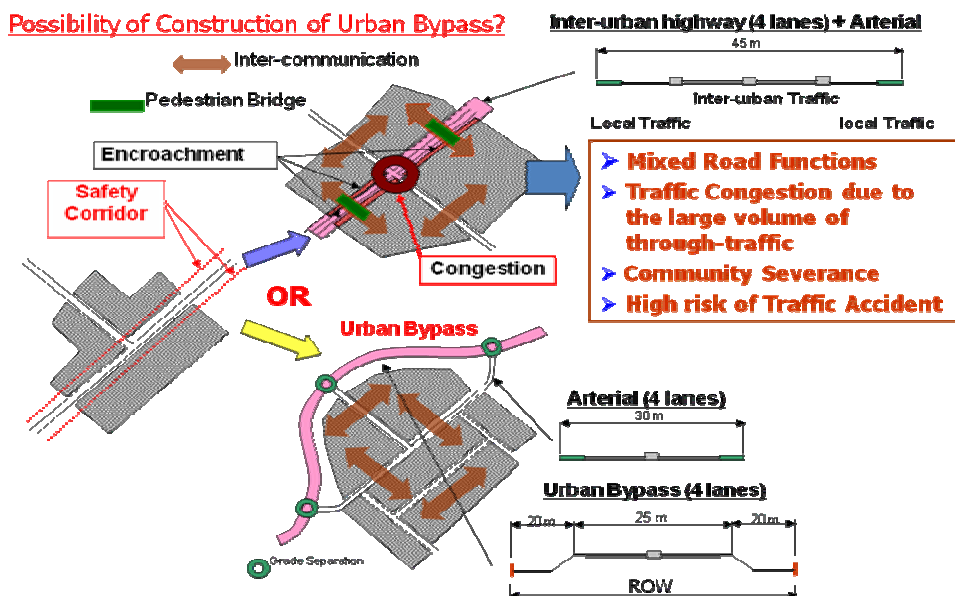 Possibility of Construction of Urban Bypass?
Inter-communication
Pedestrian Bridge
Encroachment
Safety
Corridor
Congestion
OR
Urban Bypass
Grade Separation
Inter-urban highway (4 lanes) + Arterial
45 m
Inter-urban Traffic
Local Traffic
local Traffic
Mixed Road Functions
Traffic Congestion due to
the large volume of
through-traffic
Community Severance
High risk of Traffic Accident
Arterial (4 lanes)
30 m
Urban Bypass (4 lanes)
20 m
25 m
20 m
ROW